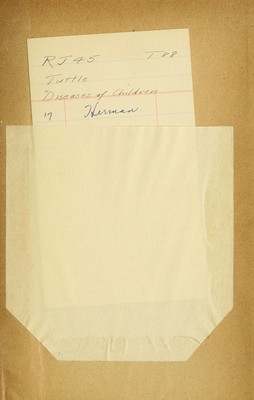 RJ45 T88
Tuttle
Diseases of Children
17 Herman